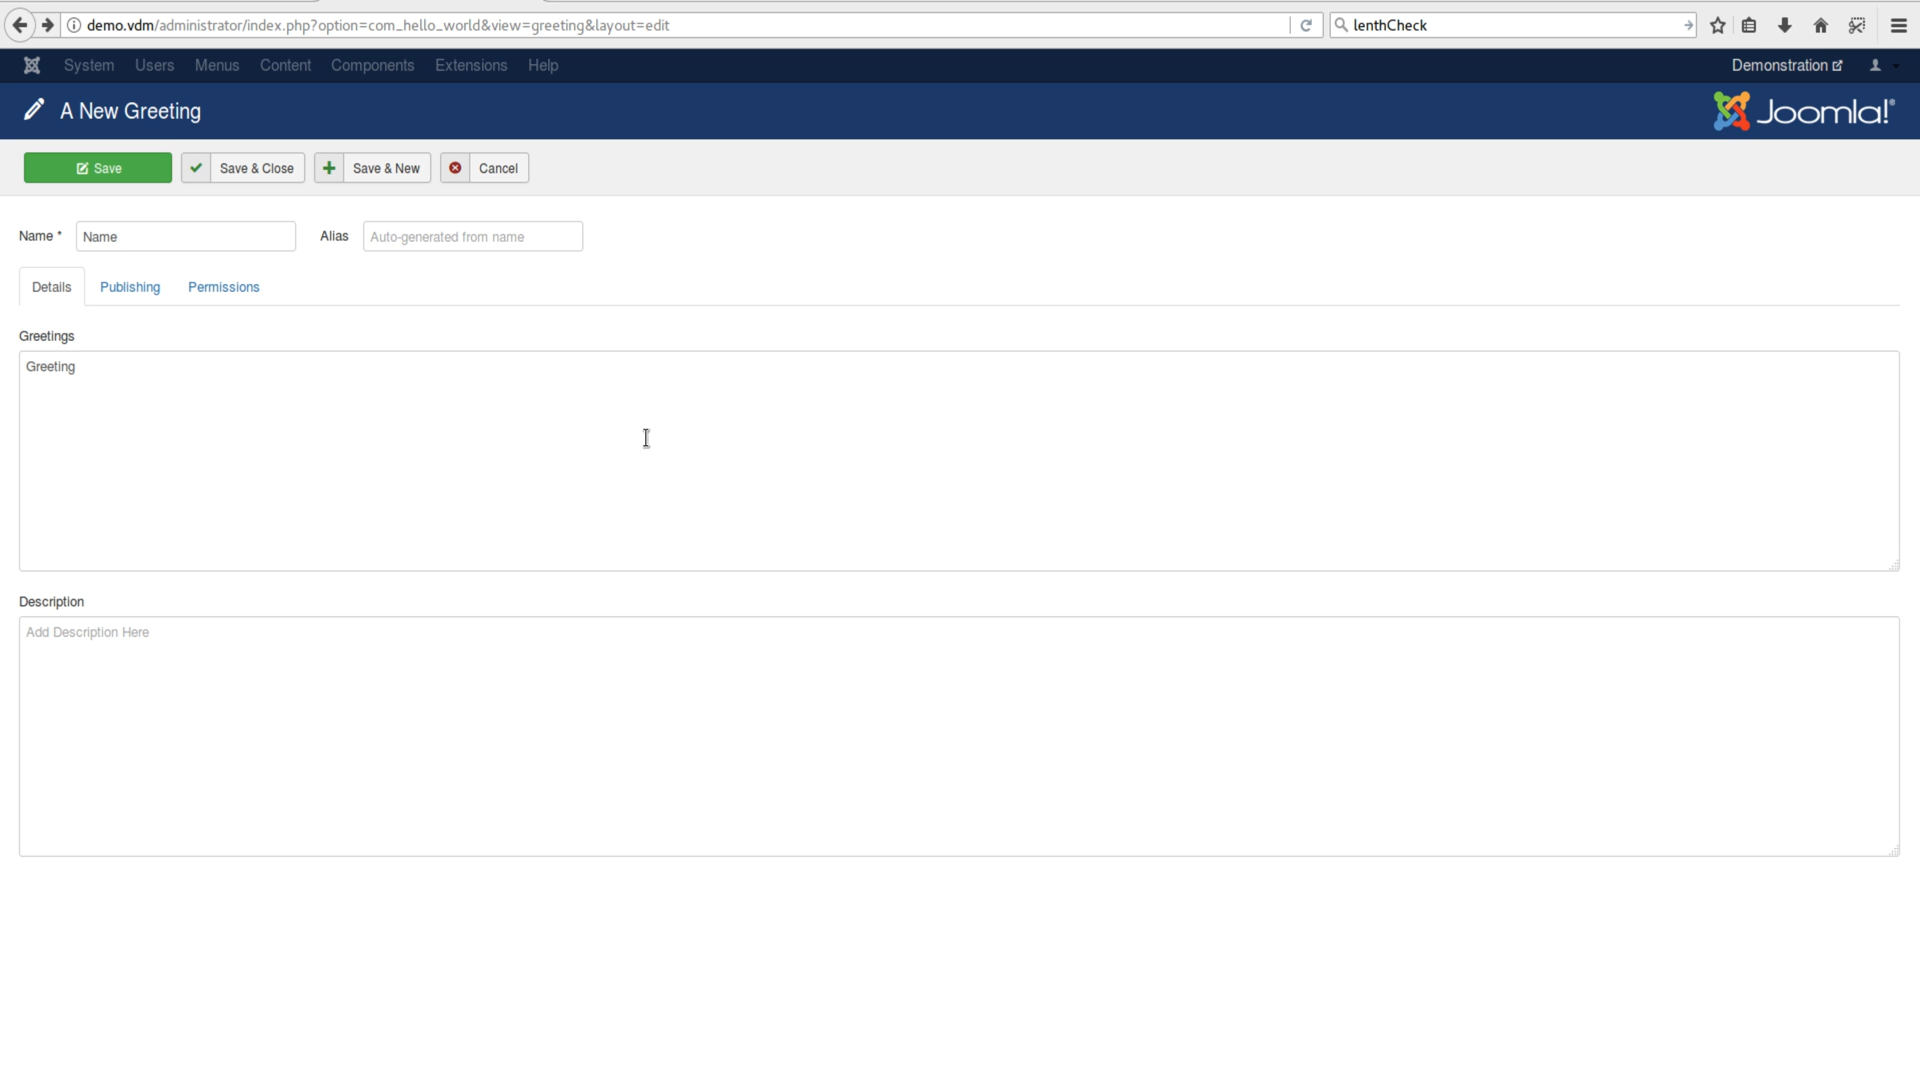 demo.vdm/administrator/index.php?option=com_hello_world&view=greeting&layout=edit lenthCheck
System Users Menus Content Components Extensions Help Demonstration
A New Greeting Joomla!®
Save Save & Close Save & New Cancel
Name * Name Alias Auto-generated from name
Details Publishing Permissions
Greetings
Greeting
Description
Add Description Here